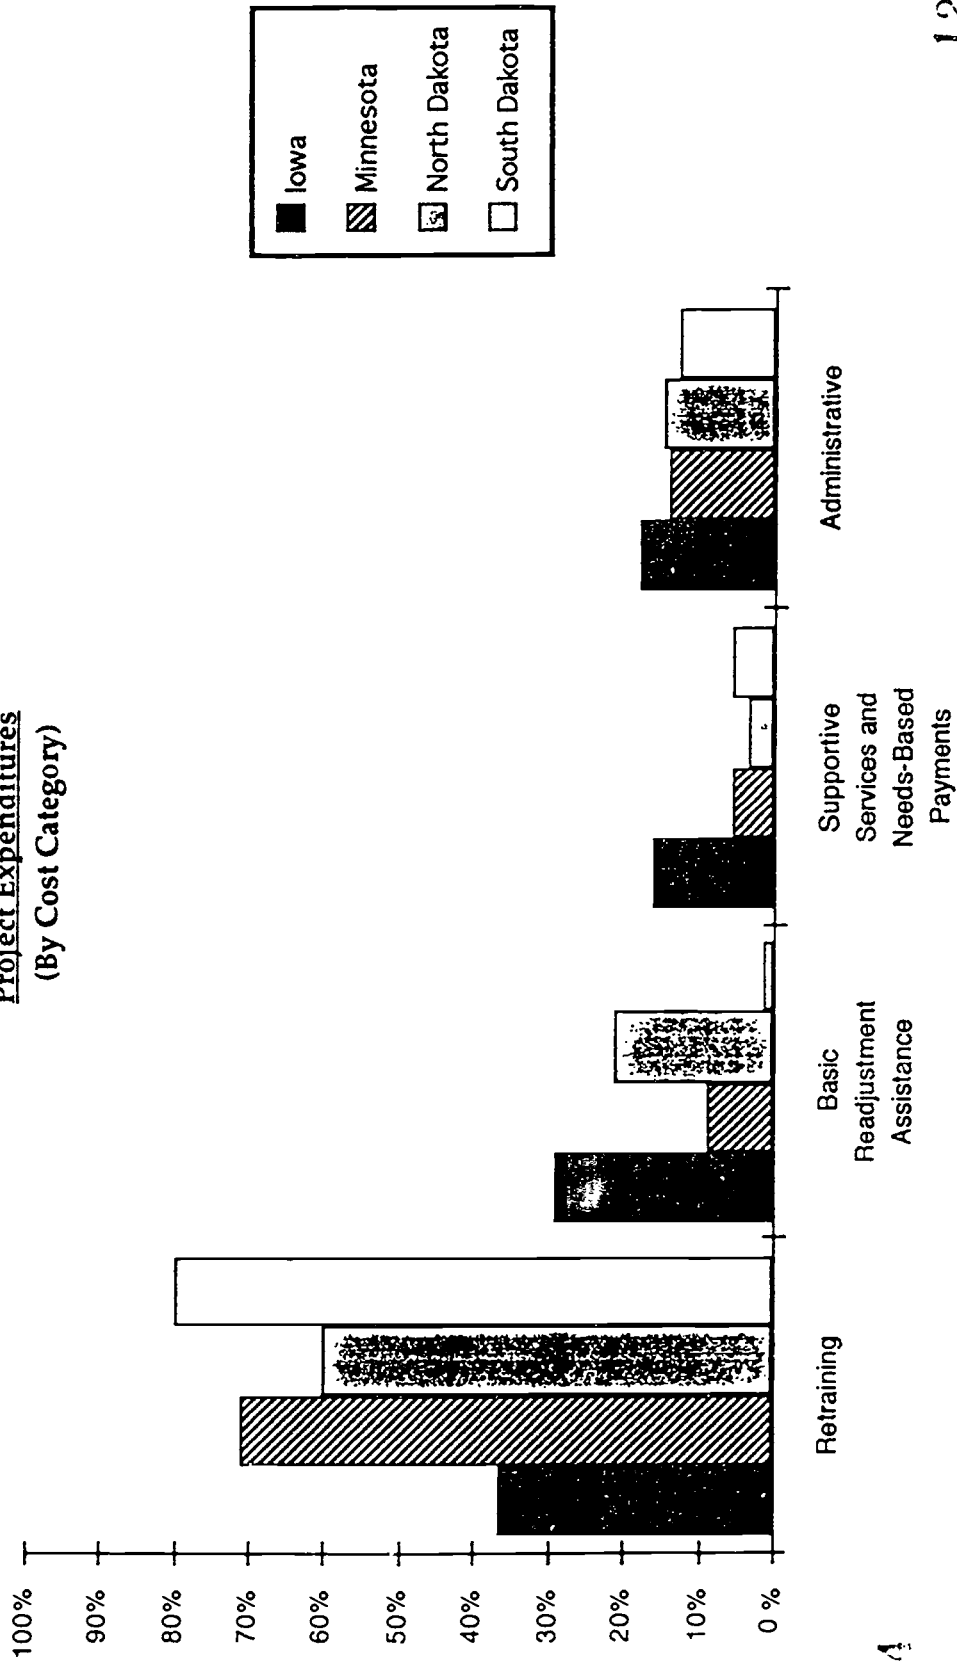 Project Expenditures
(By Cost Category)
Iowa
Minnesota
North Dakota
South Dakota
100%
90%
80%
70%
60%
50%
40%
30%
20%
10%
0%
Retraining
Basic
Readjustment
Assistance
Supportive
Services and
Needs-Based
Payments
Administrative